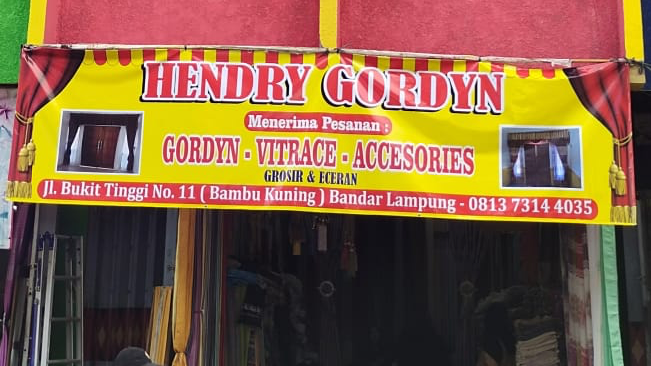 HENDRY GORDYN
Menerima Pesanan :
GORDYN - VITRACE - ACCESORIES
GROSIR & ECERAN
Jl. Bukit Tinggi No. 11 ( Bambu Kuning ) Bandar Lampung - 0813 7314 4035